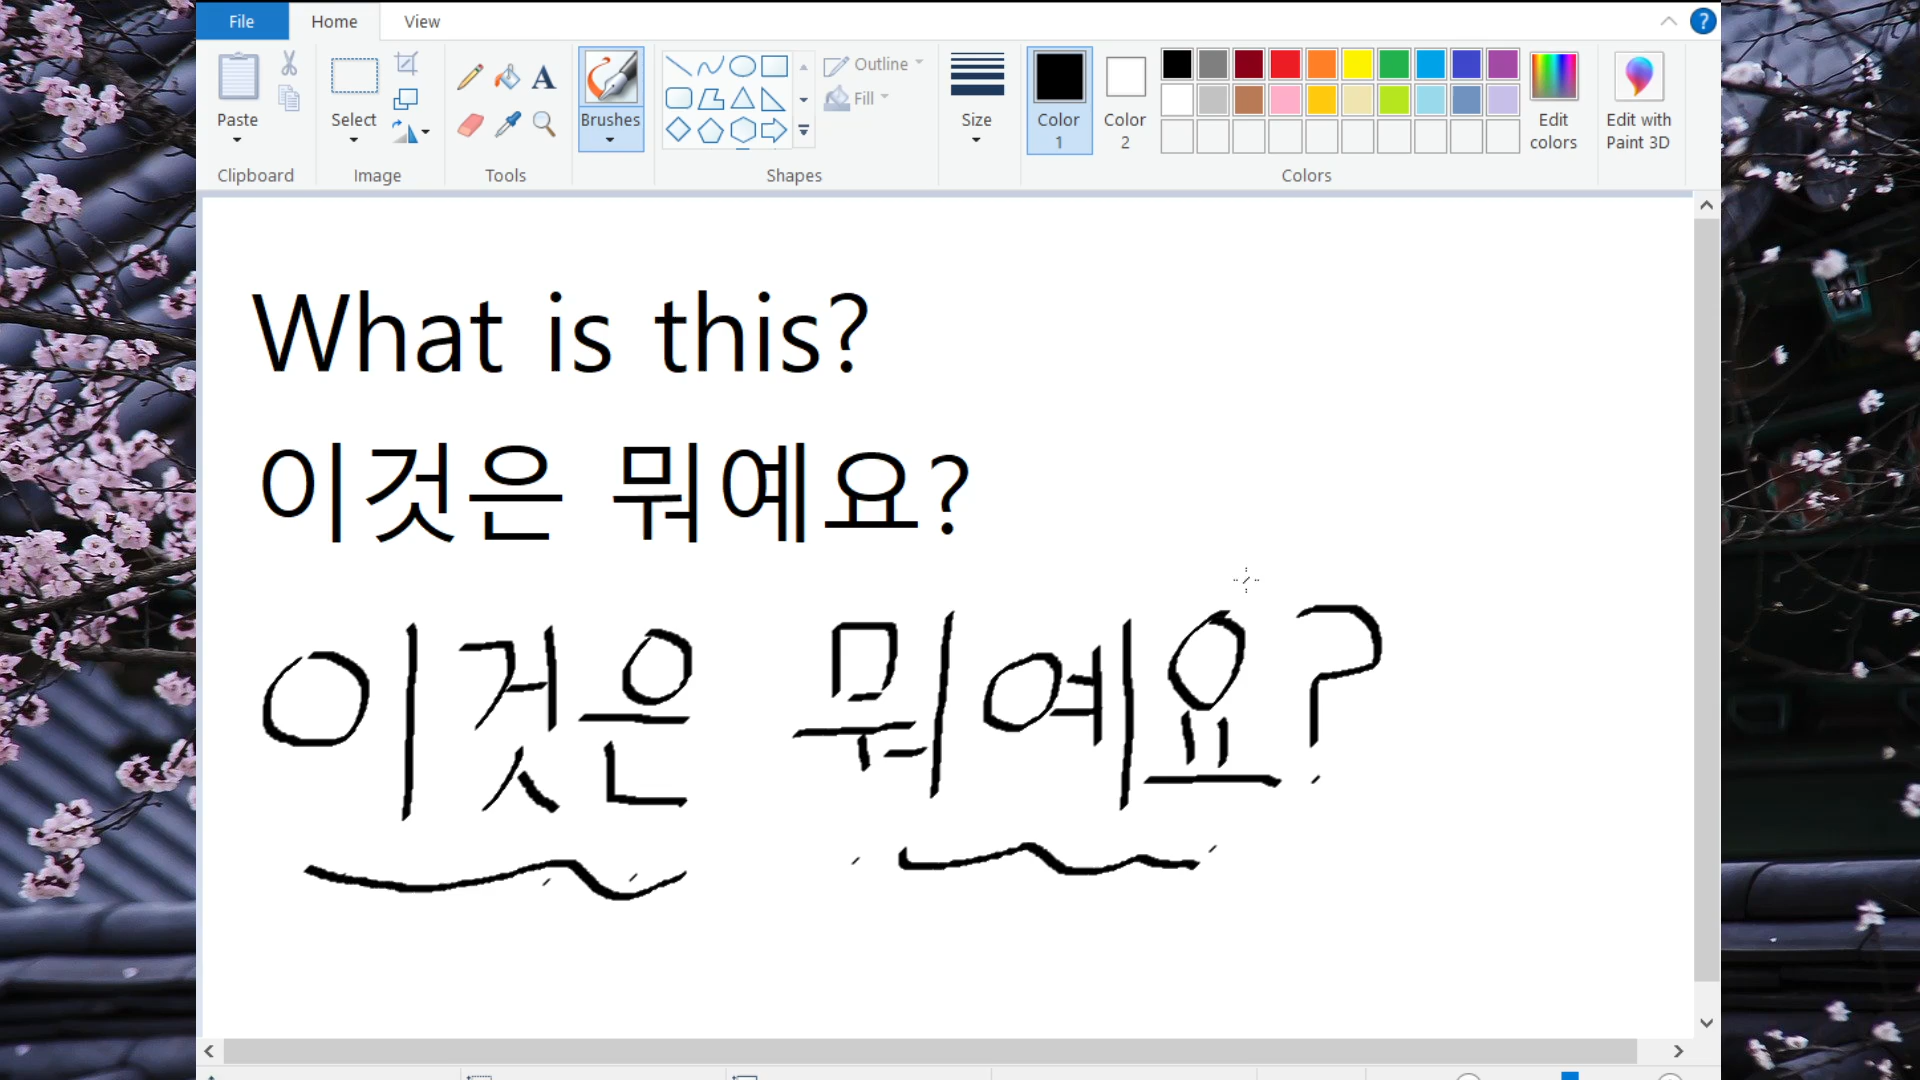 File Home View
Paste
Select
Brushes
Outline
Fill
Size
Color 1
Color 2
Edit colors
Edit with Paint 3D
Clipboard Image Tools Shapes Colors
What is this?
이것은 뭐예요?
이것은 뭐예요?